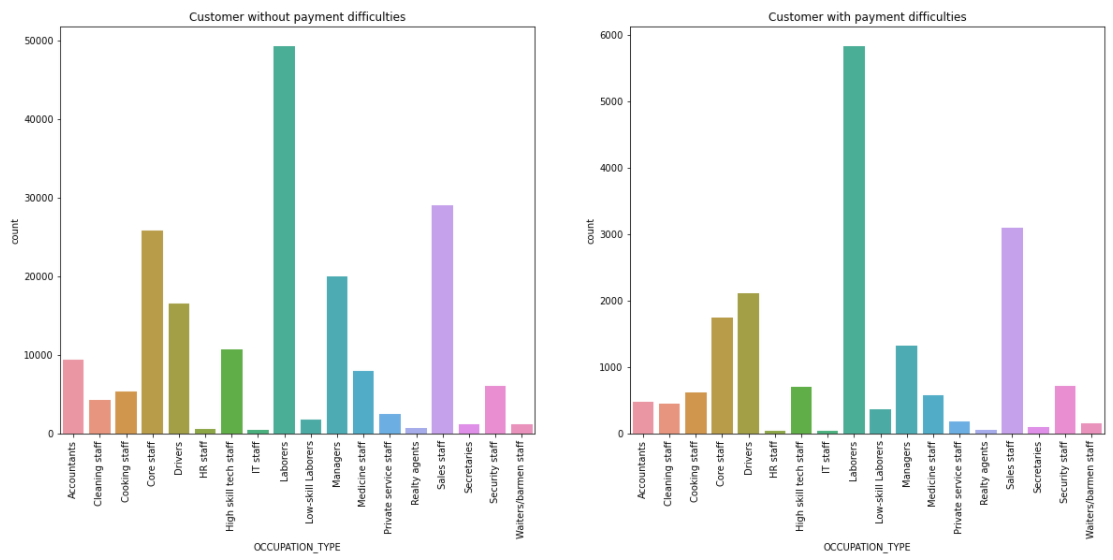 Customer without payment difficulties
50000
40000
30000
20000
10000
0
count
Accountants
Cleaning staff
Cooking staff
Core staff
Drivers
HR staff
High skill tech staff
IT staff
Laborers
Low-skill Laborers
Managers
Medicine staff
Private service staff
Realty agents
Sales staff
Secretaries
Security staff
Waiters/barmen staff
OCCUPATION_TYPE
Customer with payment difficulties
6000
5000
4000
3000
2000
1000
0
count
Accountants
Cleaning staff
Cooking staff
Core staff
Drivers
HR staff
High skill tech staff
IT staff
Laborers
Low-skill Laborers
Managers
Medicine staff
Private service staff
Realty agents
Sales staff
Secretaries
Security staff
Waiters/barmen staff
OCCUPATION_TYPE